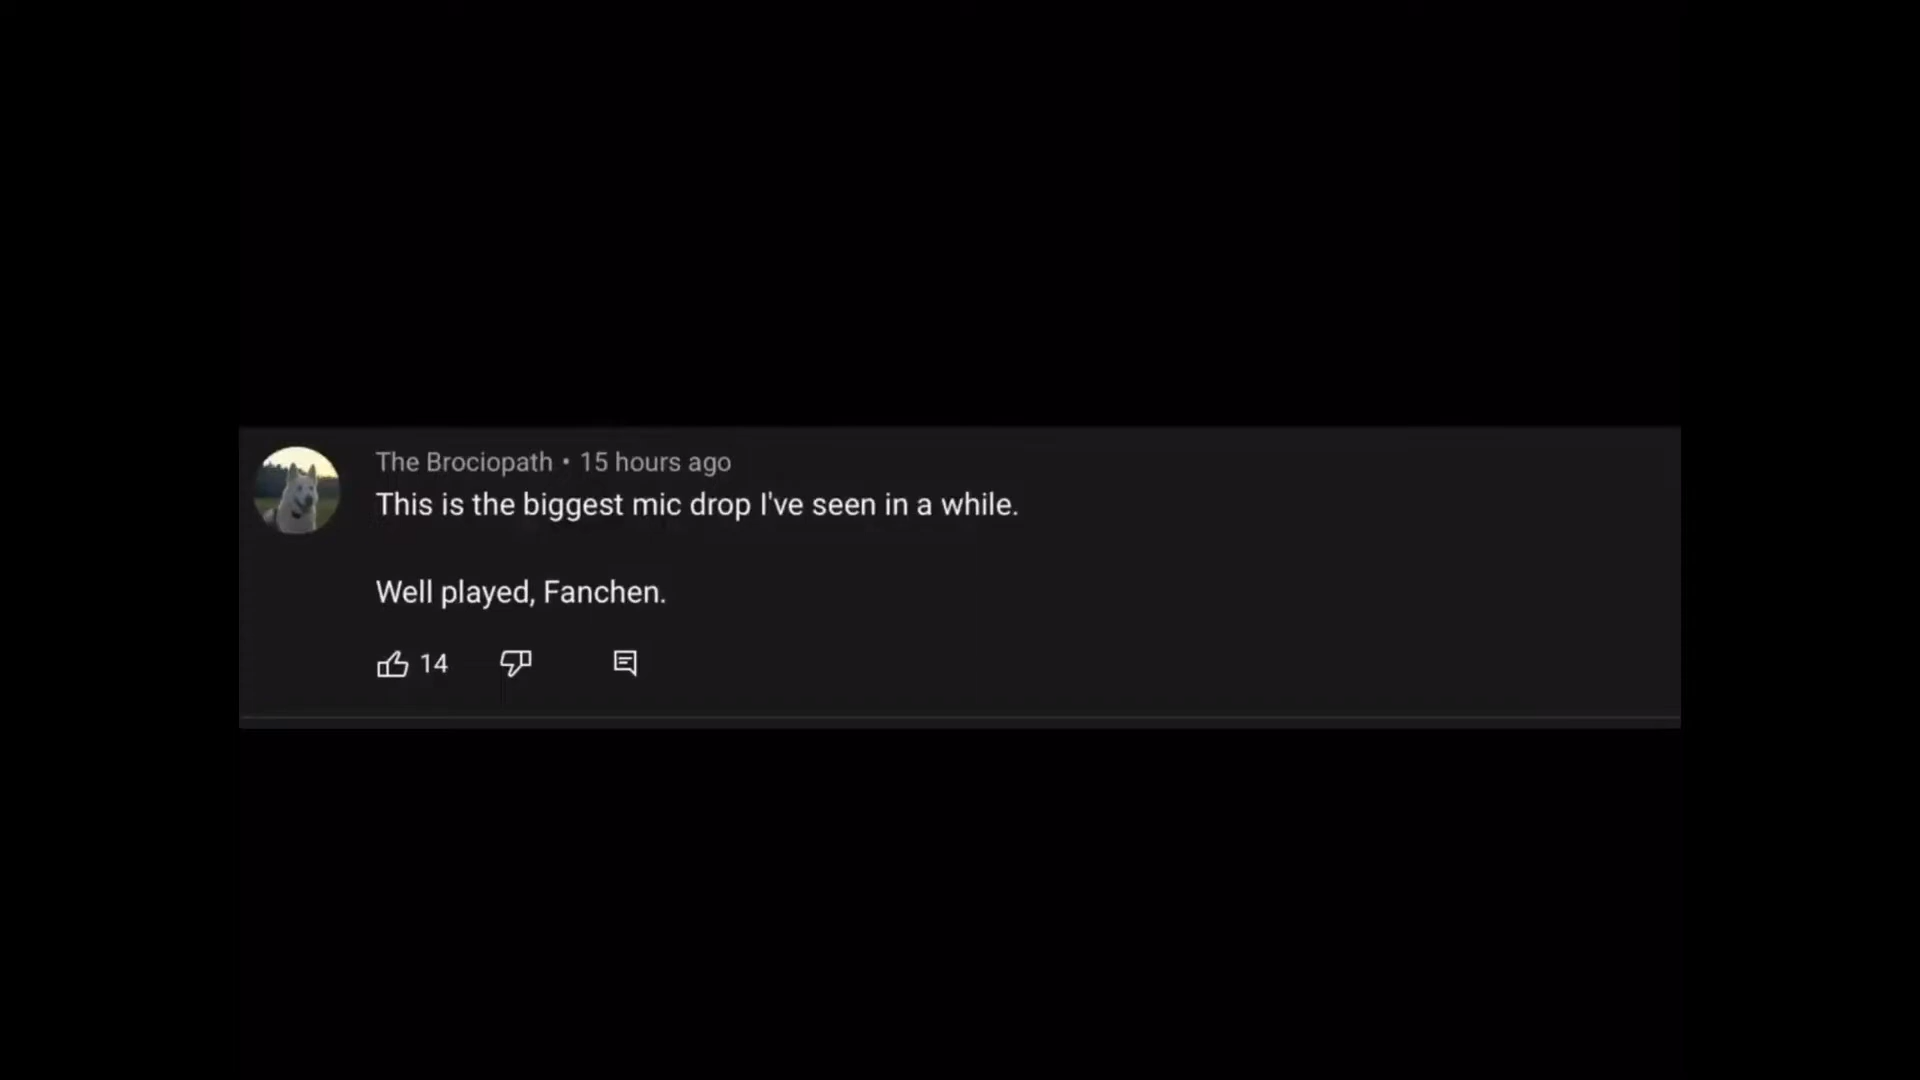 The Brociopath • 15 hours ago
This is the biggest mic drop I've seen in a while.
Well played, Fanchen.
14